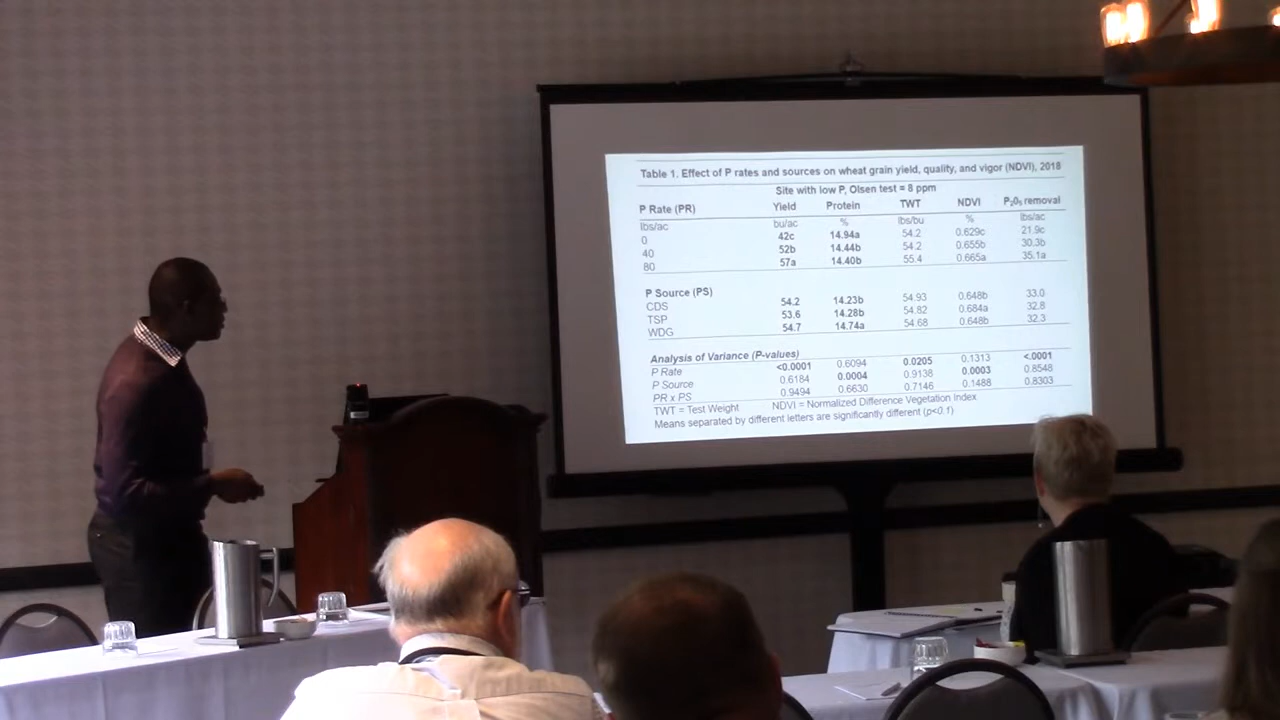 Table 1. Effect of P rates and sources on wheat grain yield, quality, and vigor (NDVI), 2018
Site with low P, Olsen test = 8 ppm
P Rate (PR) Yield Protein TWT NDVI P₂0₅ removal
lbs/ac bu/ac % lbs/bu % lbs/ac
0 42c 14.94a 54.2 0.629c 21.9c
40 52b 14.44b 54.2 0.655b 30.3b
80 57a 14.40b 55.4 0.665a 35.1a
P Source (PS)
CDS 54.2 14.23b 54.93 0.648b 33.0
TSP 53.6 14.28b 54.82 0.684a 32.8
WDG 54.7 14.74a 54.68 0.648b 32.3
Analysis of Variance (P-values)
P Rate <0.0001 0.6094 0.0205 0.1313 <.0001
P Source 0.6184 0.0004 0.9138 0.0003 0.8548
PR x PS 0.9494 0.6630 0.7146 0.1488 0.8303
TWT = Test Weight NDVI = Normalized Difference Vegetation Index
Means separated by different letters are significantly different (p<0.1)